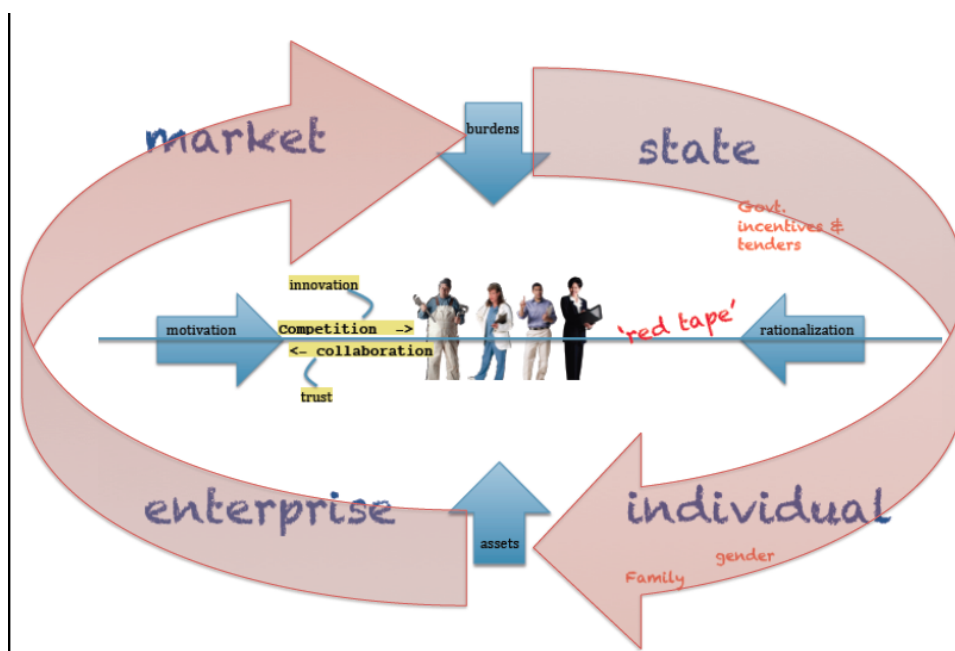 market
burdens
state
Govt.
incentives &
tenders
innovation
motivation
Competition ->
<- collaboration
trust
'red tape'
rationalization
enterprise
assets
individual
gender
Family